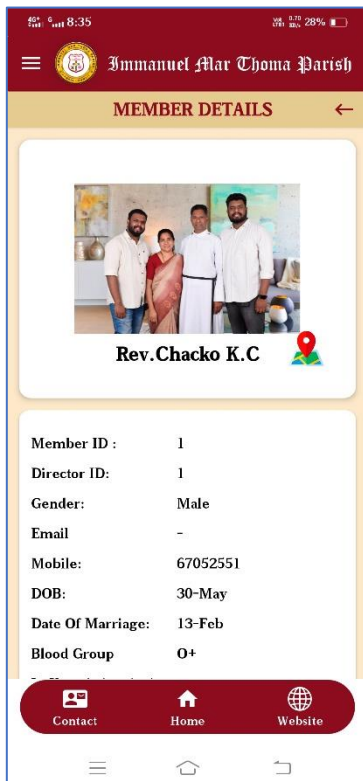 8:35
28%
Immanuel Mar Thoma Parish
MEMBER DETAILS
Rev.Chacko K.C
Member ID : 1
Director ID: 1
Gender: Male
Email -
Mobile: 67052551
DOB: 30-May
Date Of Marriage: 13-Feb
Blood Group O+
Contact Home Website